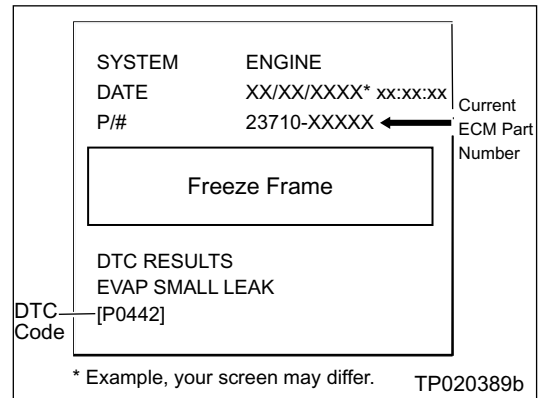 SYSTEM ENGINE
DATE XX/XX/XXXX* xx:xx:xx
P/# 23710-XXXXX
Current
ECM Part
Number
Freeze Frame
DTC RESULTS
EVAP SMALL LEAK
[P0442]
DTC
Code
* Example, your screen may differ.
TP020389b